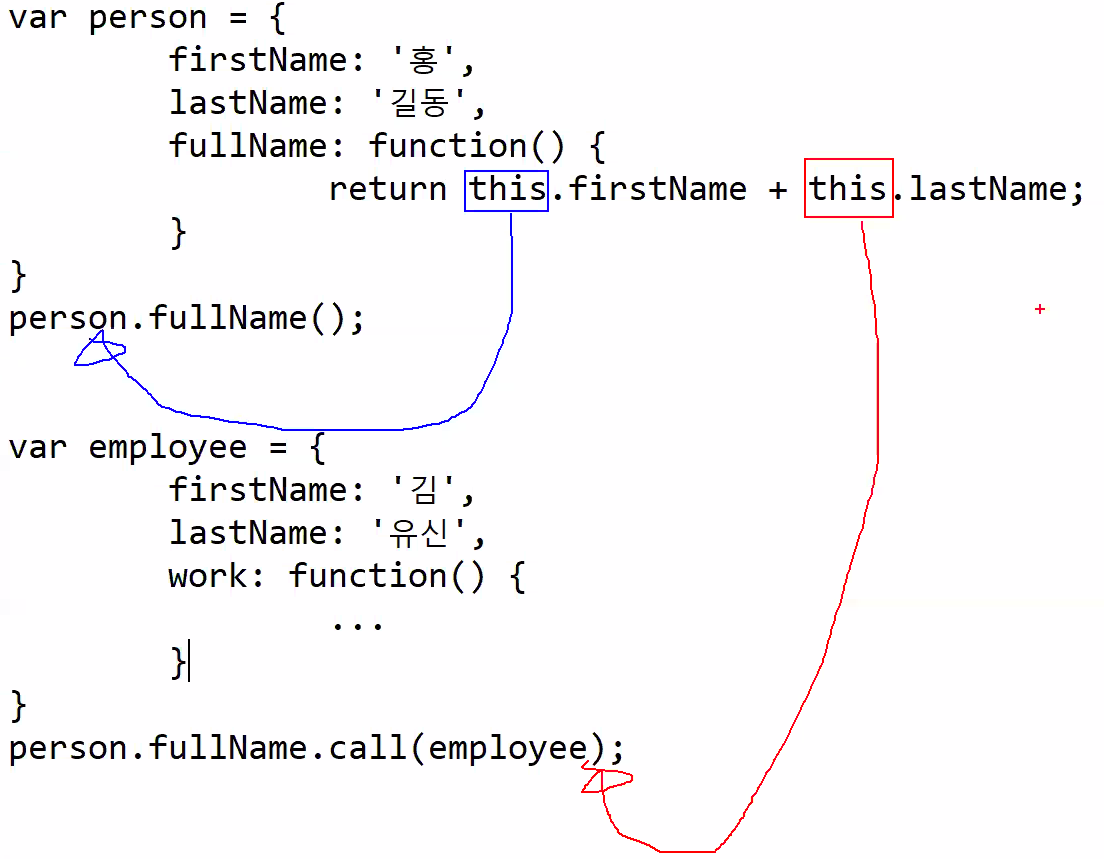 var person = {
firstName: '홍',
lastName: '길동',
fullName: function() {
return this.firstName + this.lastName;
}
}
person.fullName();
var employee = {
firstName: '김',
lastName: '유신',
work: function() {
...
}
}
person.fullName.call(employee);